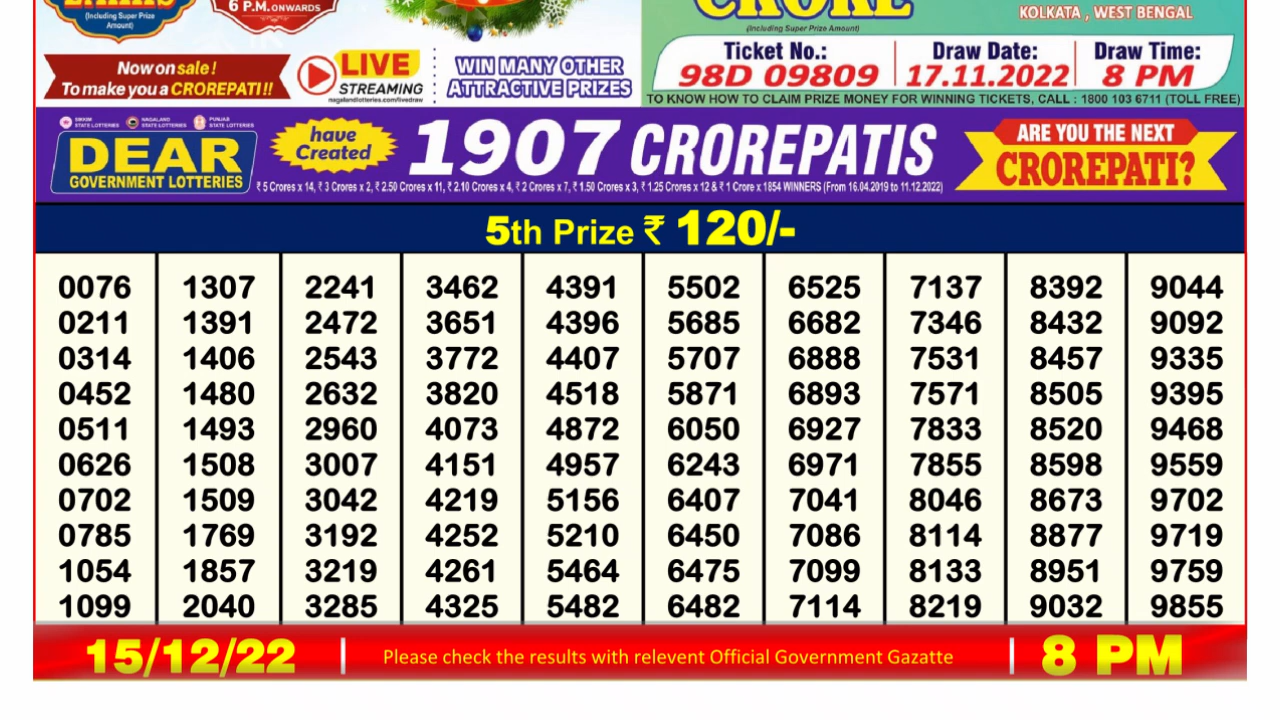 (Including Super Prize
Amount)
6 P.M. ONWARDS
CRORE
(Including Super Prize Amount)
KOLKATA , WEST BENGAL
Now on sale !
To make you a CROREPATI !!
LIVE
STREAMING
nagalandlotteries.com/livedraw
WIN MANY OTHER
ATTRACTIVE PRIZES
Ticket No.: Draw Date: Draw Time:
98D 09809 17.11.2022 8 PM
TO KNOW HOW TO CLAIM PRIZE MONEY FOR WINNING TICKETS, CALL : 1800 103 6711 (TOLL FREE)
SIKKIM STATE LOTTERIES NAGALAND STATE LOTTERIES PUNJAB STATE LOTTERIES
DEAR
GOVERNMENT LOTTERIES
have
Created
1907 CROREPATIS
₹ 5 Crores x 14, ₹ 3 Crores x 2, ₹ 2.50 Crores x 11, ₹ 2.10 Crores x 4, ₹ 2 Crores x 7, ₹ 1.50 Crores x 3, ₹ 1.25 Crores x 12 & ₹ 1 Crore x 1854 WINNERS (From 16.04.2019 to 11.12.2022)
ARE YOU THE NEXT
CROREPATI?
5th Prize ₹ 120/-
0076 1307 2241 3462 4391 5502 6525 7137 8392 9044
0211 1391 2472 3651 4396 5685 6682 7346 8432 9092
0314 1406 2543 3772 4407 5707 6888 7531 8457 9335
0452 1480 2632 3820 4518 5871 6893 7571 8505 9395
0511 1493 2960 4073 4872 6050 6927 7833 8520 9468
0626 1508 3007 4151 4957 6243 6971 7855 8598 9559
0702 1509 3042 4219 5156 6407 7041 8046 8673 9702
0785 1769 3192 4252 5210 6450 7086 8114 8877 9719
1054 1857 3219 4261 5464 6475 7099 8133 8951 9759
1099 2040 3285 4325 5482 6482 7114 8219 9032 9855
15/12/22 Please check the results with relevent Official Government Gazatte 8 PM